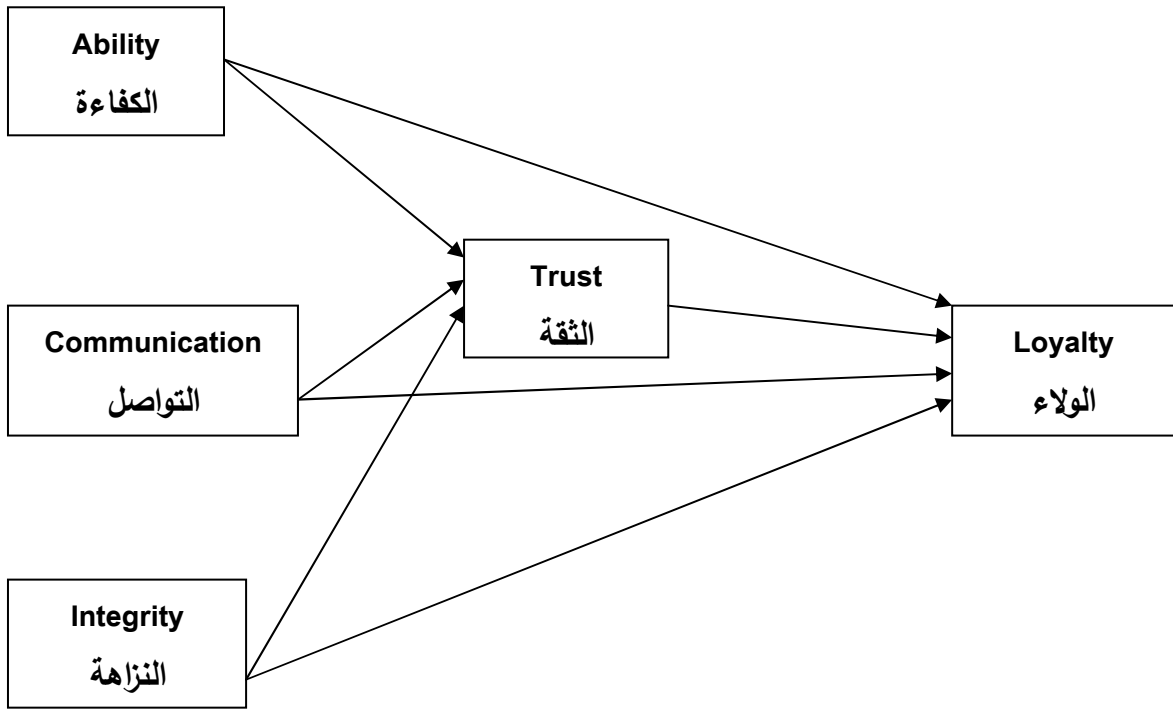 Ability
الكفاءة
Trust
الثقة
Communication
التواصل
Loyalty
الولاء
Integrity
النزاهة